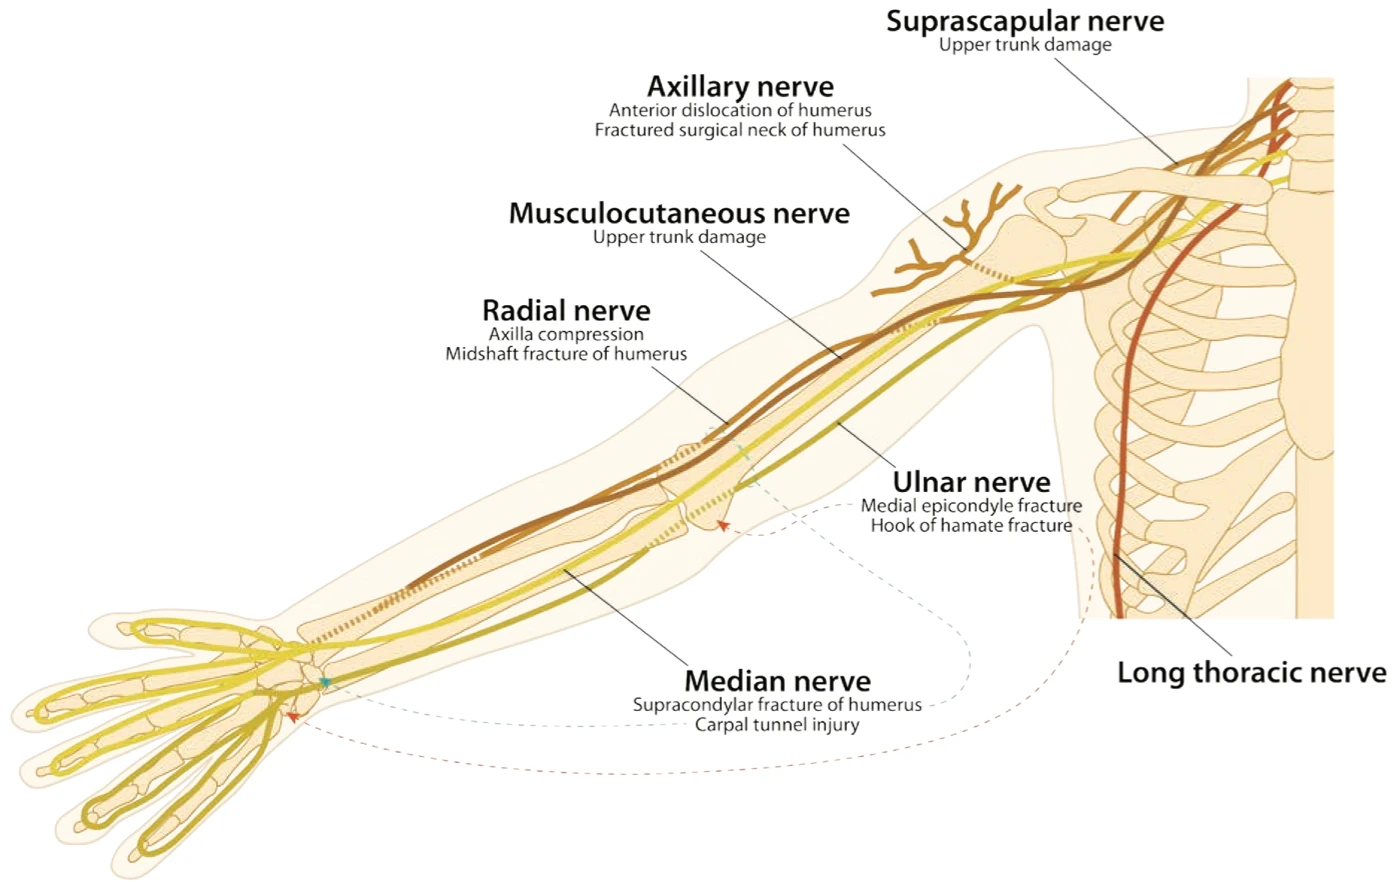 Suprascapular nerve
Upper trunk damage
Axillary nerve
Anterior dislocation of humerus
Fractured surgical neck of humerus
Musculocutaneous nerve
Upper trunk damage
Radial nerve
Axilla compression
Midshaft fracture of humerus
Ulnar nerve
Medial epicondyle fracture
Hook of hamate fracture
Median nerve
Supracondylar fracture of humerus
Carpal tunnel injury
Long thoracic nerve